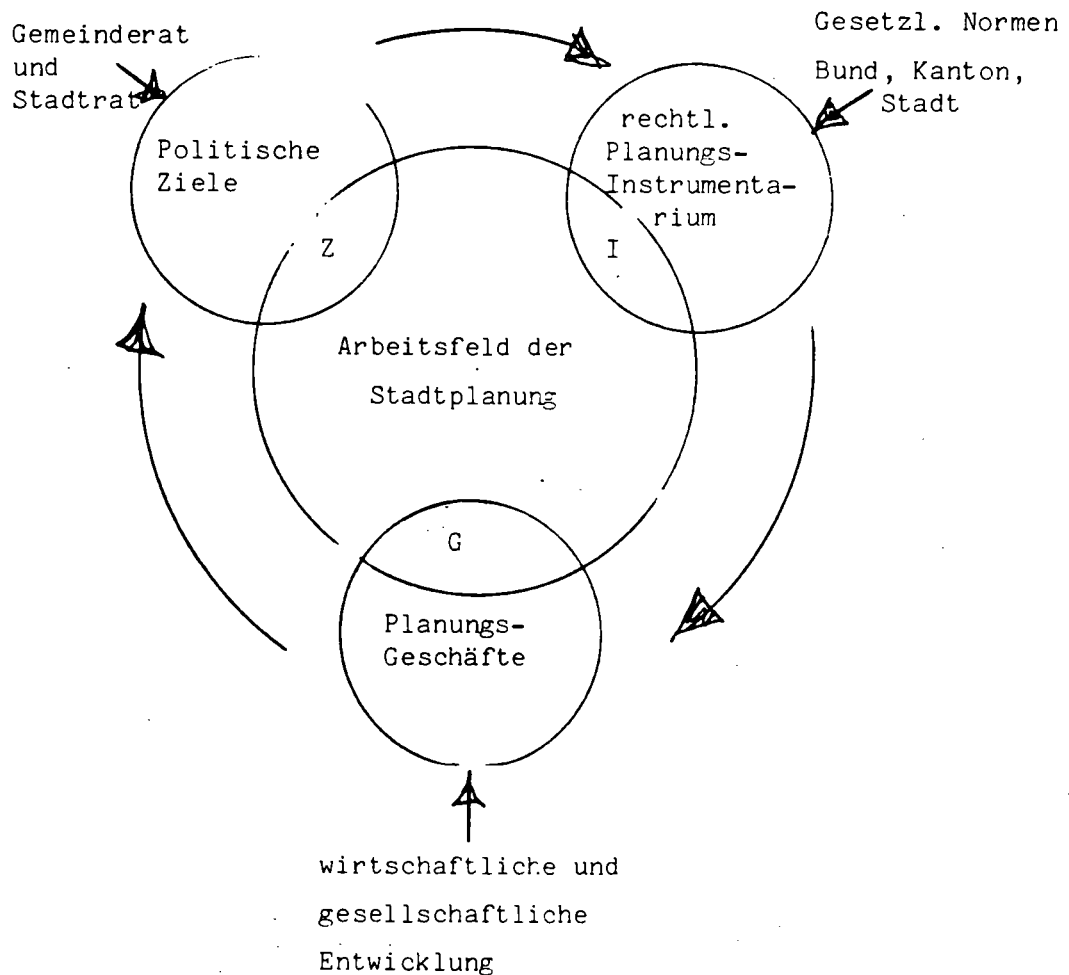 Gemeinderat
und
Stadtrat
Gesetzl. Normen
Bund, Kanton,
Stadt
Politische
Ziele
rechtl.
Planungs-
Instrumenta-
rium
Z
I
Arbeitsfeld der
Stadtplanung
G
Planungs-
Geschäfte
wirtschaftliche und
gesellschaftliche
Entwicklung